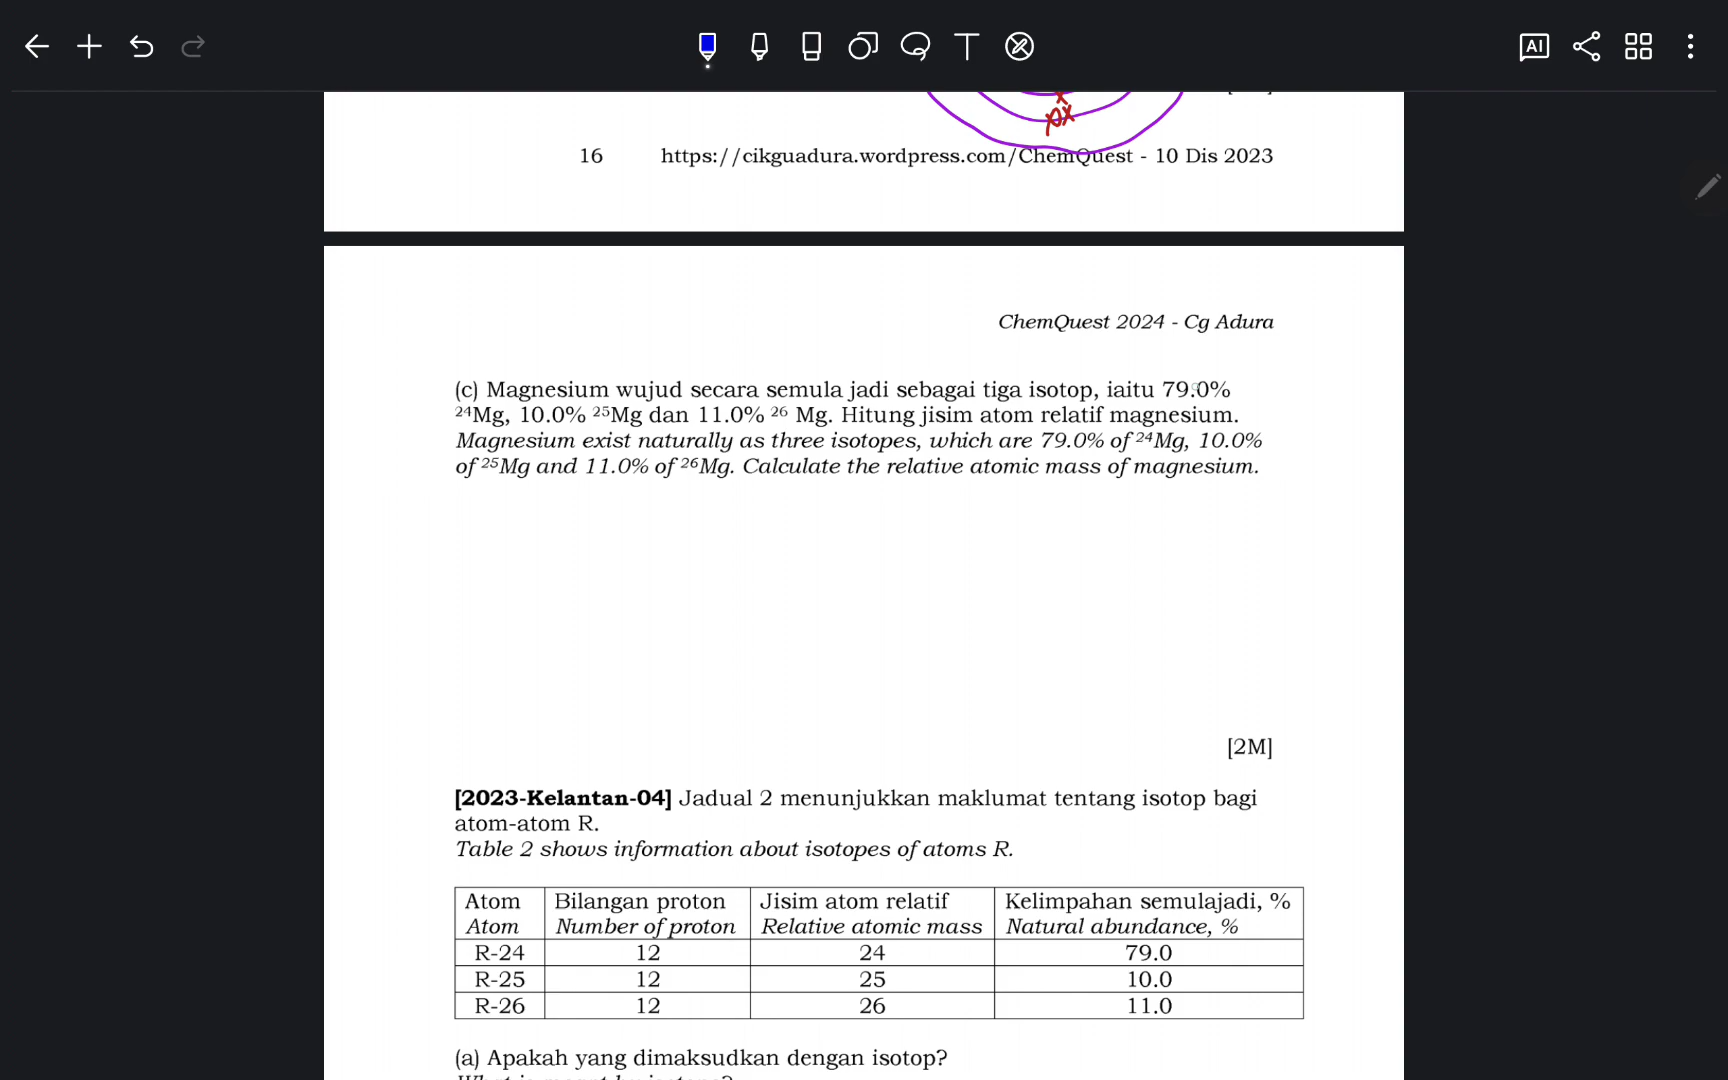 AI
16 https://cikguadura.wordpress.com/ChemQuest - 10 Dis 2023
ChemQuest 2024 - Cg Adura
(c) Magnesium wujud secara semula jadi sebagai tiga isotop, iaitu 79.0%
²⁴Mg, 10.0% ²⁵Mg dan 11.0% ²⁶ Mg. Hitung jisim atom relatif magnesium.
Magnesium exist naturally as three isotopes, which are 79.0% of ²⁴Mg, 10.0%
of ²⁵Mg and 11.0% of ²⁶Mg. Calculate the relative atomic mass of magnesium.
[2M]
[2023-Kelantan-04] Jadual 2 menunjukkan maklumat tentang isotop bagi
atom-atom R.
Table 2 shows information about isotopes of atoms R.
Atom Bilangan proton Jisim atom relatif Kelimpahan semulajadi, %
Atom Number of proton Relative atomic mass Natural abundance, %
R-24 12 24 79.0
R-25 12 25 10.0
R-26 12 26 11.0
(a) Apakah yang dimaksudkan dengan isotop?